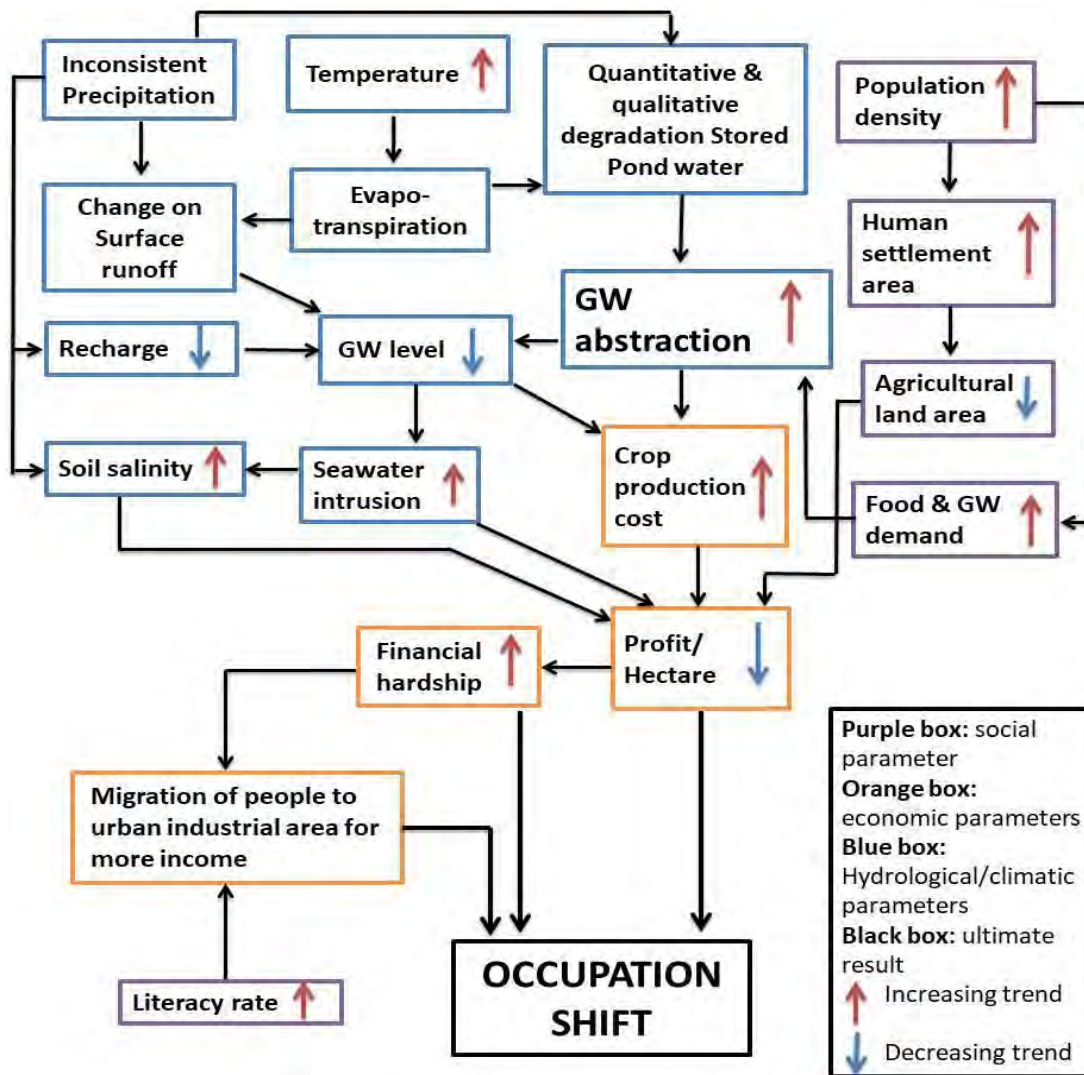 Inconsistent
Precipitation
Temperature
Quantitative &
qualitative
degradation Stored
Pond water
Population
density
Change on
Surface
runoff
Evapo-
transpiration
Human
settlement
area
Recharge
GW level
GW
abstraction
Agricultural
land area
Soil salinity
Seawater
intrusion
Crop
production
cost
Food & GW
demand
Financial
hardship
Profit/
Hectare
Migration of people to
urban industrial area for
more income
Literacy rate
OCCUPATION
SHIFT
Purple box: social
parameter
Orange box:
economic parameters
Blue box:
Hydrological/climatic
parameters
Black box: ultimate
result
Increasing trend
Decreasing trend